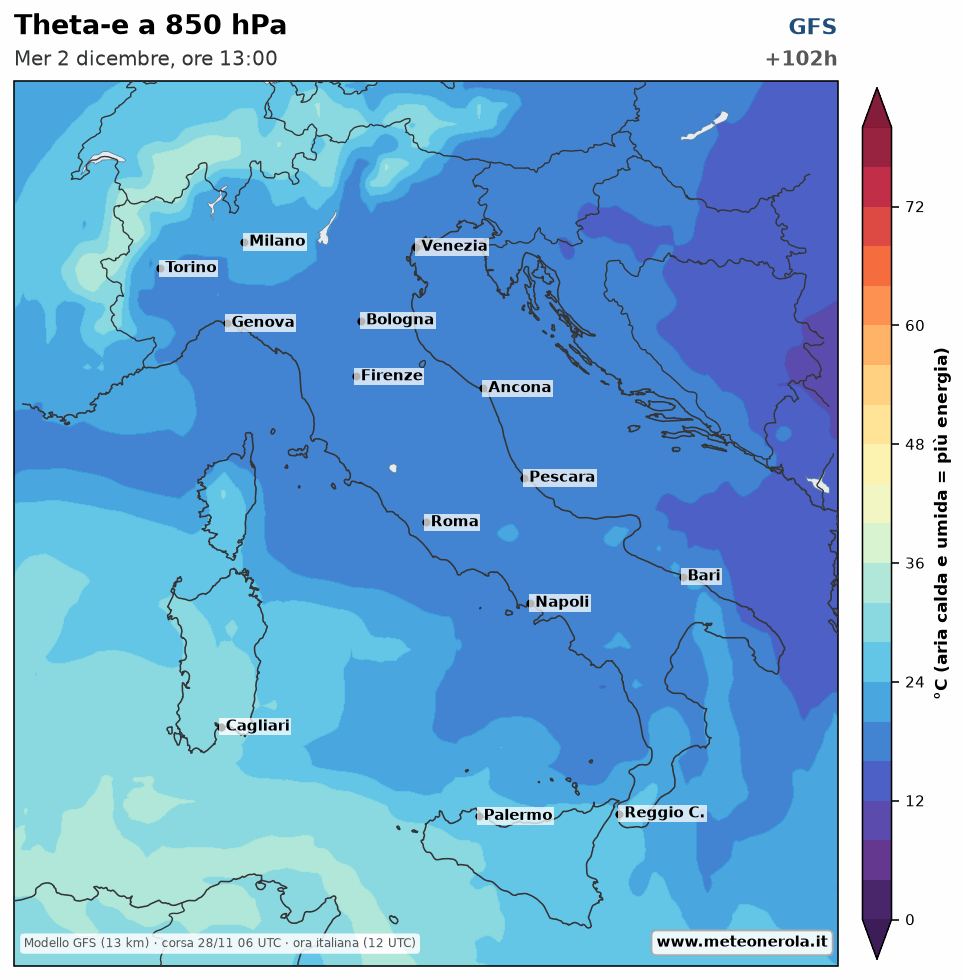 Theta-e a 850 hPa
GFS
Mer 2 dicembre, ore 13:00
+102h
Milano
Venezia
Torino
Genova
Bologna
Firenze
Ancona
Pescara
Roma
Bari
Napoli
Cagliari
Palermo
Reggio C.
72
60
48
36
24
12
0
°C (aria calda e umida = più energia)
Modello GFS (13 km) · corsa 28/11 06 UTC · ora italiana (12 UTC)
www.meteonerola.it